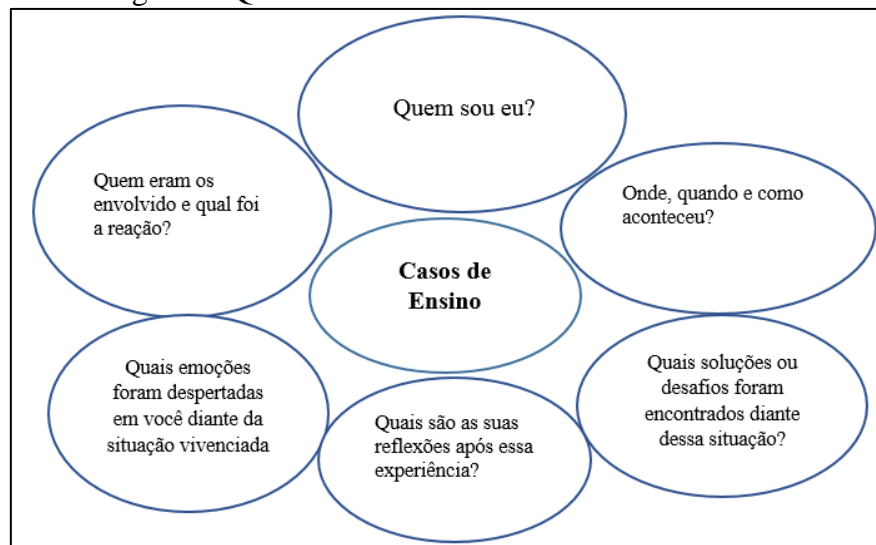 Quem sou eu?
Quem eram os
envolvido e qual foi
a reação?
Onde, quando e como
aconteceu?
Casos de
Ensino
Quais emoções
foram despertadas
em você diante da
situação vivenciada
Quais são as suas
reflexões após essa
experiência?
Quais soluções ou
desafios foram
encontrados diante
dessa situação?